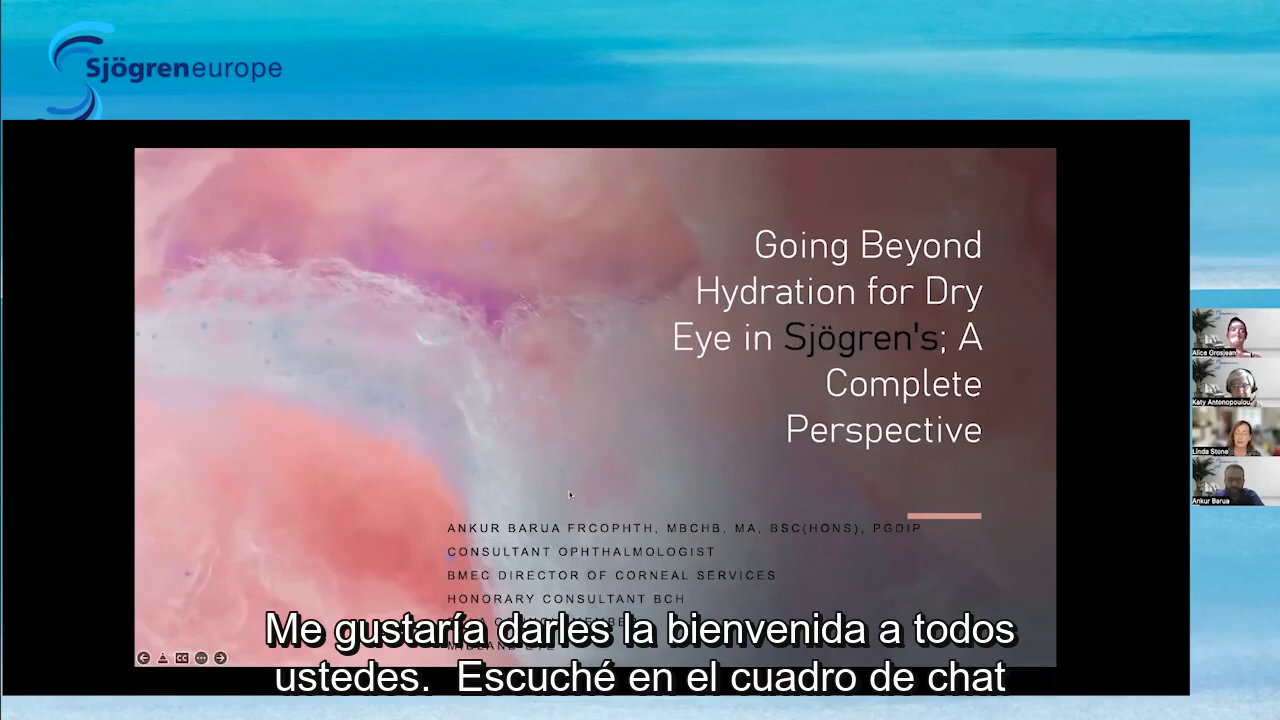 Sjögreneurope
Going Beyond
Hydration for Dry
Eye in Sjögren's; A
Complete
Perspective
ANKUR BARUA FRCOPHTH, MBCHB, MA, BSC(HONS), PGDIP
CONSULTANT OPHTHALMOLOGIST
BMEC DIRECTOR OF CORNEAL SERVICES
HONORARY CONSULTANT BCH
Me gustaría darles la bienvenida a todos
ustedes. Escuché en el cuadro de chat
Alice Grosjean
Katy Antonopoulou
Linda Stone
Ankur Barua